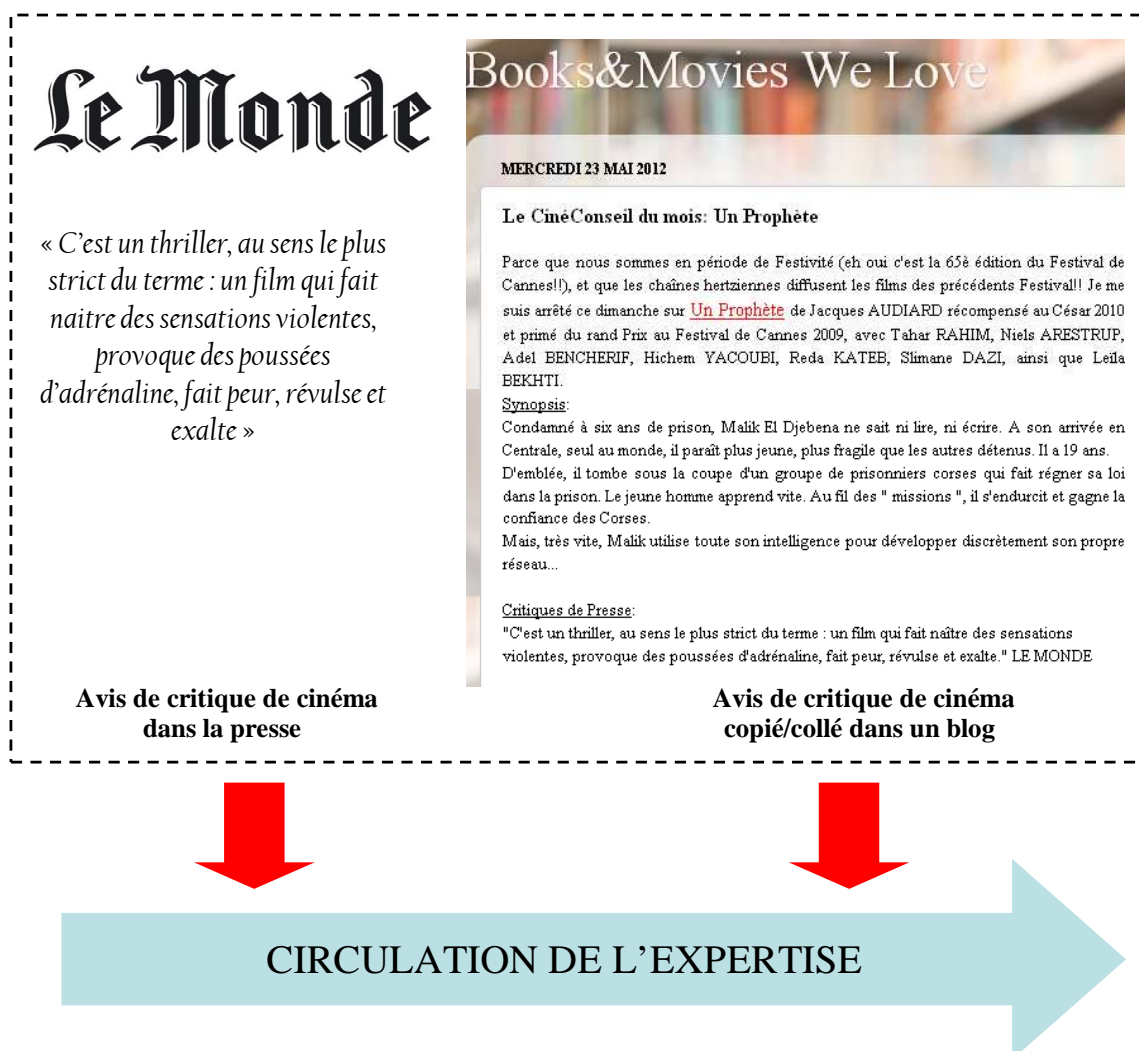 Le Monde
« C'est un thriller, au sens le plus
strict du terme : un film qui fait
naitre des sensations violentes,
provoque des poussées
d'adrénaline, fait peur, révulse et
exalte »
Avis de critique de cinéma
dans la presse
Books&Movies We Love
MERCREDI 23 MAI 2012
Le CinéConseil du mois: Un Prophète
Parce que nous sommes en période de Festivité (eh oui c'est la 65è édition du Festival de
Cannes!!), et que les chaînes hertziennes diffusent les films des précédents Festival!! Je me
suis arrêté ce dimanche sur Un Prophète de Jacques AUDIARD récompensé au César 2010
et primé du rand Prix au Festival de Cannes 2009, avec Tahar RAHIM, Niels ARESTRUP,
Adel BENCHERIF, Hichem YACOUBI, Reda KATEB, Slimane DAZI, ainsi que Leïla
BEKHTI.
Synopsis:
Condamné à six ans de prison, Malik El Djebena ne sait ni lire, ni écrire. A son arrivée en
Centrale, seul au monde, il paraît plus jeune, plus fragile que les autres détenus. Il a 19 ans.
D'emblée, il tombe sous la coupe d'un groupe de prisonniers corses qui fait régner sa loi
dans la prison. Le jeune homme apprend vite. Au fil des " missions ", il s'endurcit et gagne la
confiance des Corses.
Mais, très vite, Malik utilise toute son intelligence pour développer discrètement son propre
réseau...
Critiques de Presse:
"C'est un thriller, au sens le plus strict du terme : un film qui fait naître des sensations
violentes, provoque des poussées d'adrénaline, fait peur, révulse et exalte." LE MONDE
Avis de critique de cinéma
copié/collé dans un blog
CIRCULATION DE L'EXPERTISE